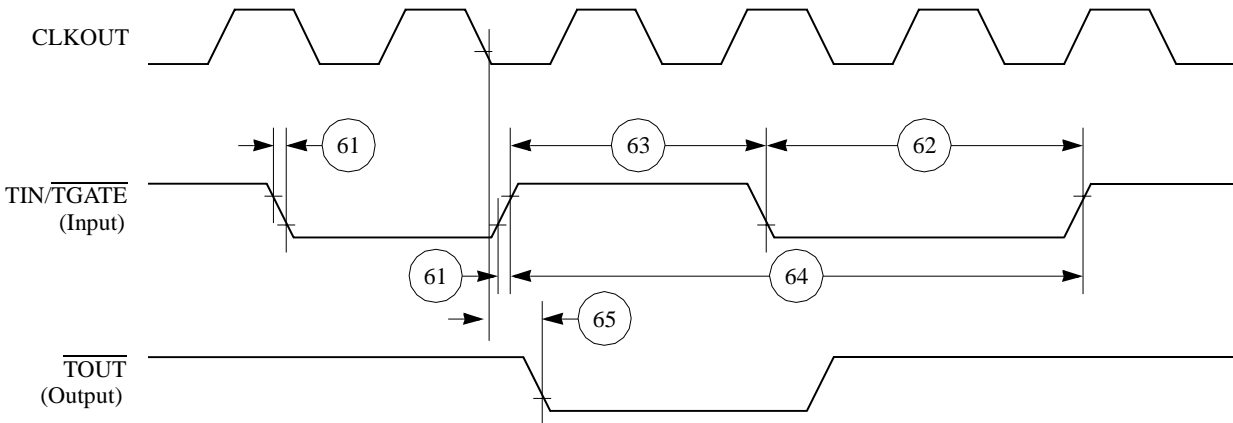 CLKOUT
61
63
62
TIN/TGATE
(Input)
61
64
65
TOUT
(Output)